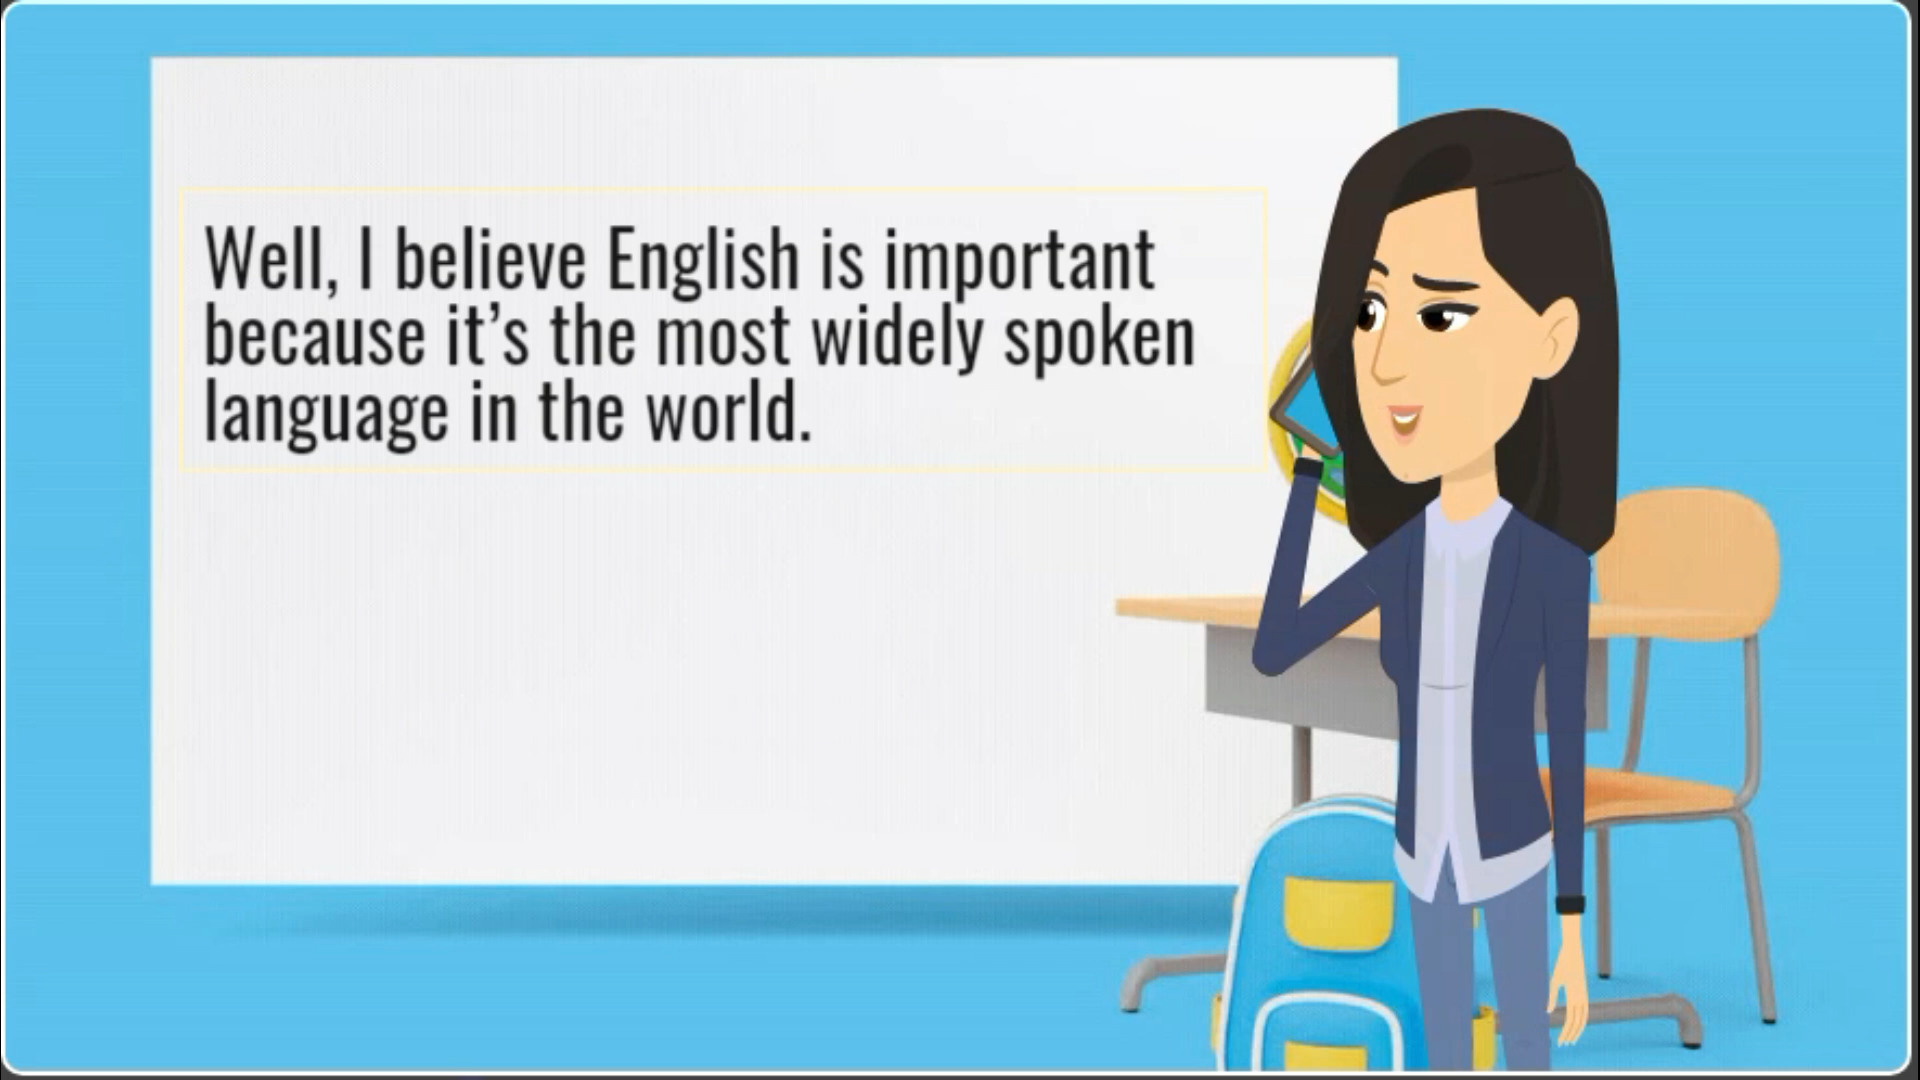 Well, I believe English is important
because it’s the most widely spoken
language in the world.